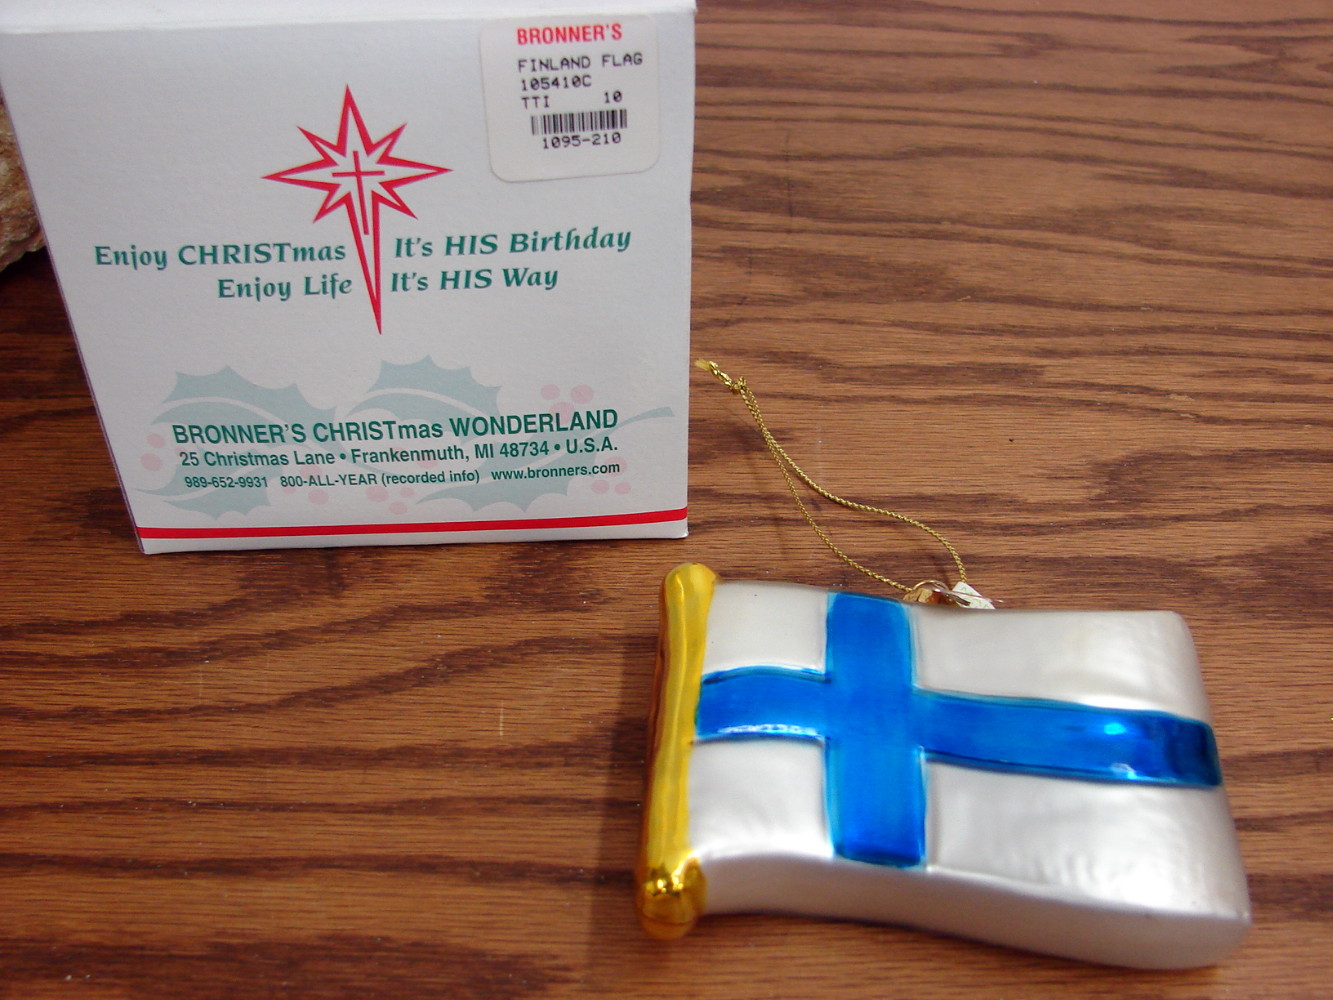 BRONNER'S
FINLAND FLAG
105410C
TTI 10
1095-210
Enjoy CHRISTmas It's HIS Birthday
Enjoy Life It's HIS Way
BRONNER'S CHRISTmas WONDERLAND
25 Christmas Lane • Frankenmuth, MI 48734 • U.S.A.
989-652-9931 800-ALL-YEAR (recorded info) www.bronners.com